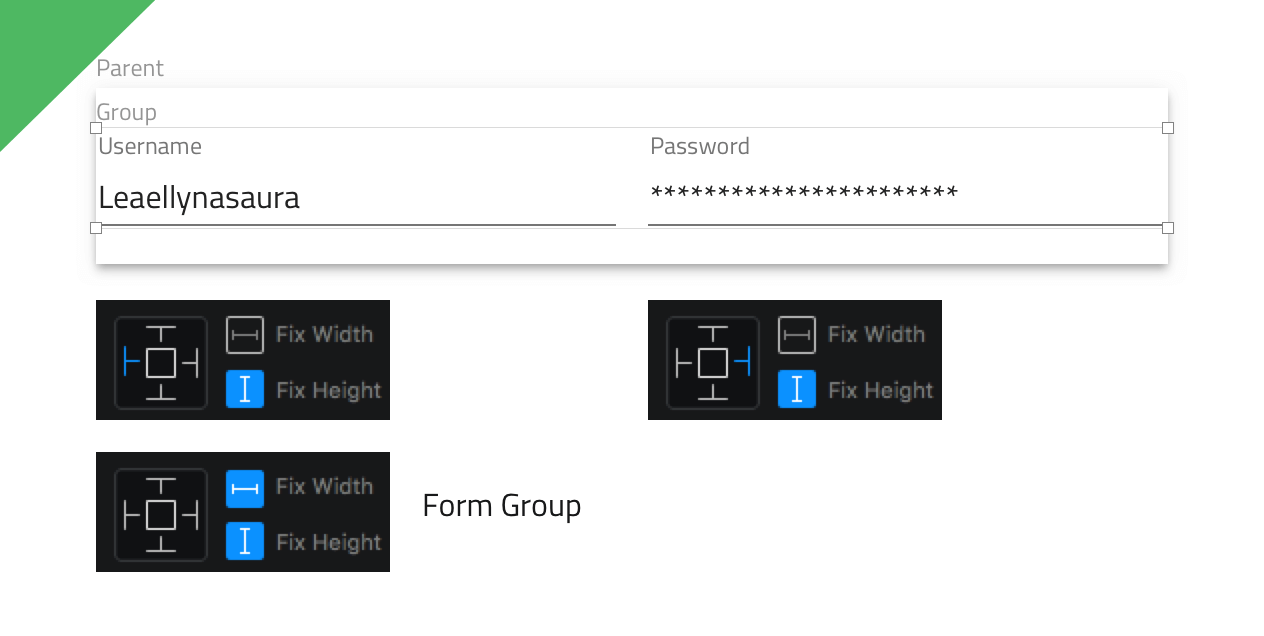 Parent
Group
Username
Password
Leaellynasaura
***********************
Fix Width
Fix Height
Fix Width
Fix Height
Fix Width
Fix Height
Form Group